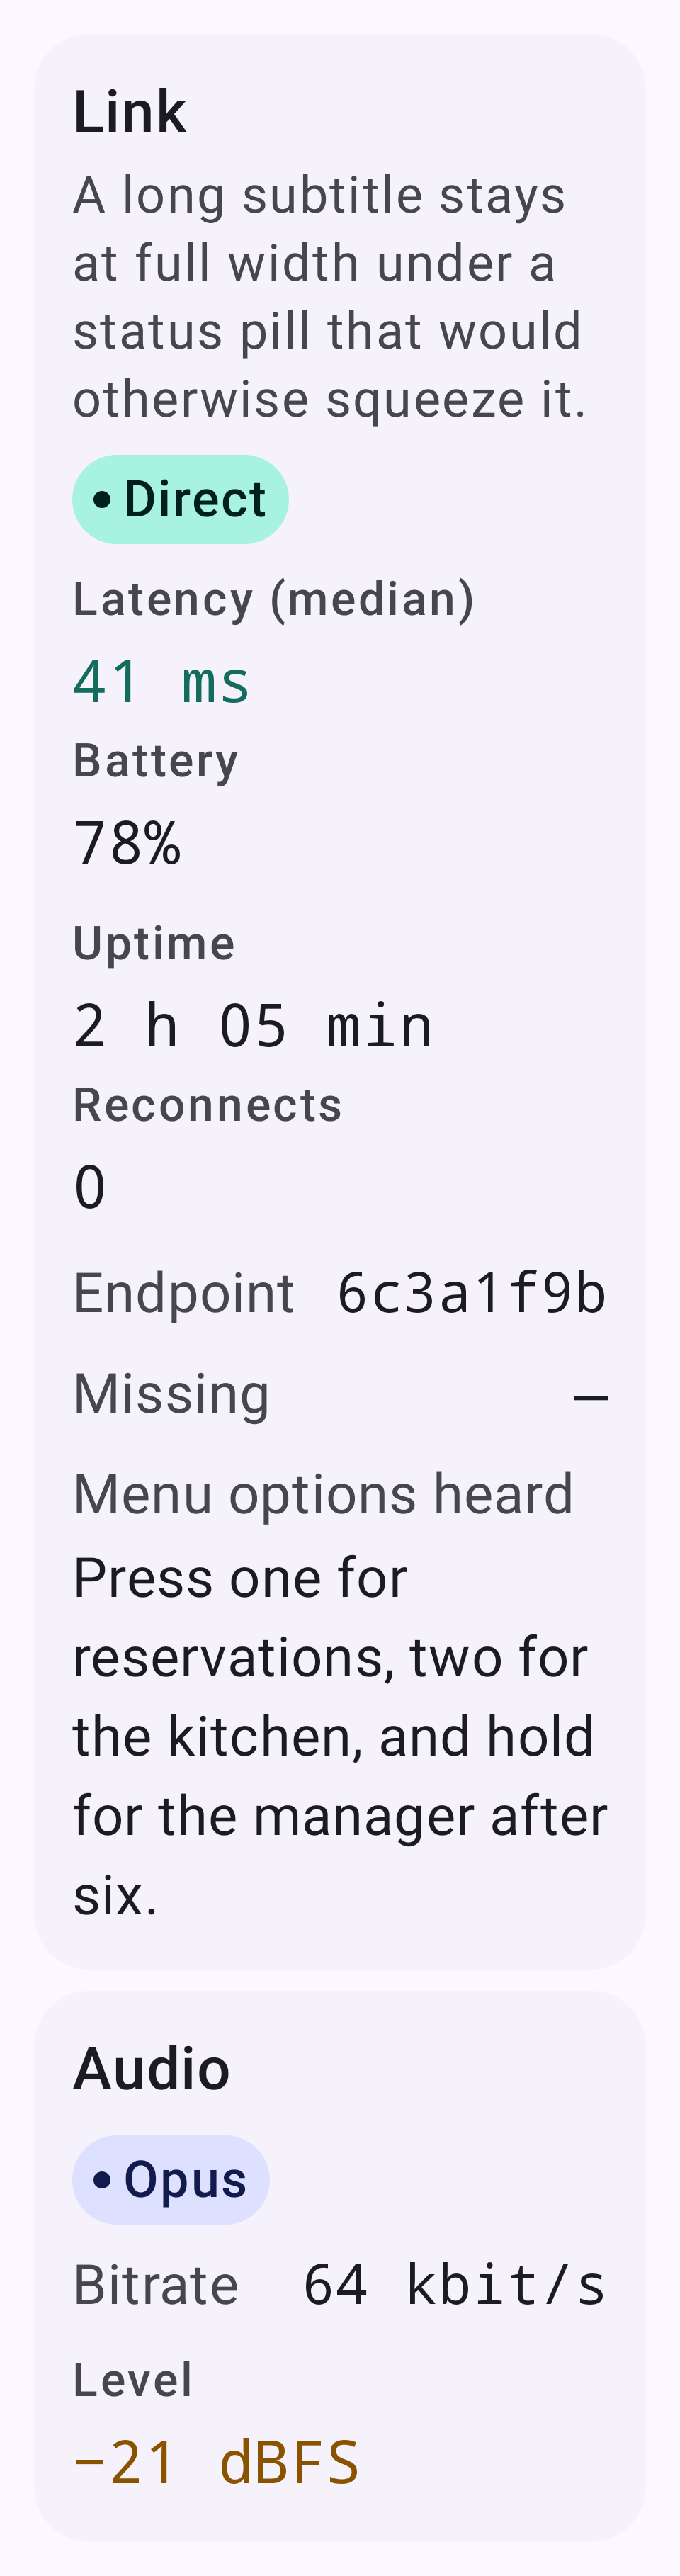 Link
A long subtitle stays
at full width under a
status pill that would
otherwise squeeze it.
• Direct
Latency (median)
41 ms
Battery
78%
Uptime
2 h 05 min
Reconnects
0
Endpoint 6c3a1f9b
Missing —
Menu options heard
Press one for
reservations, two for
the kitchen, and hold
for the manager after
six.
Audio
• Opus
Bitrate 64 kbit/s
Level
−21 dBFS